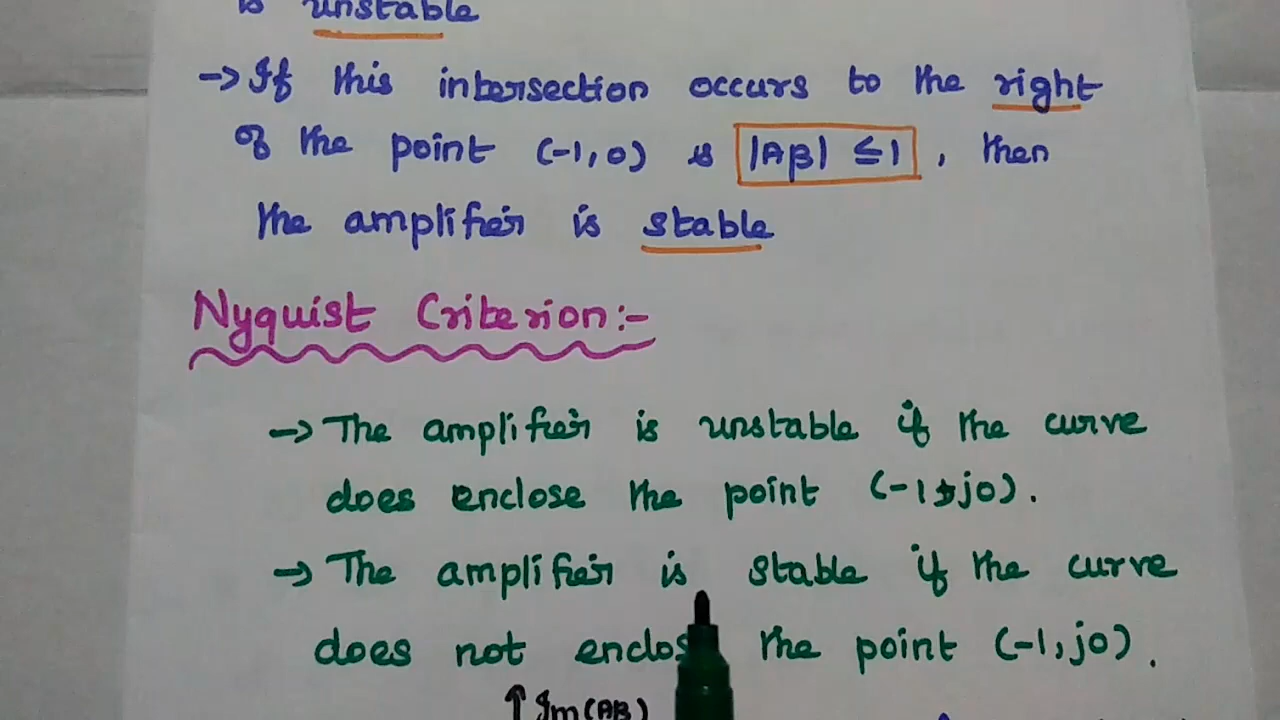 is unstable
→ If this intersection occurs to the right
of the point (-1,0) is |Aβ| ≤ 1 , then
the amplifier is stable
Nyquist Criterion:-
→ The amplifier is unstable if the curve
does enclose the point (-1+j0).
→ The amplifier is stable if the curve
does not enclos the point (-1,j0).
↑ Im(Aβ)